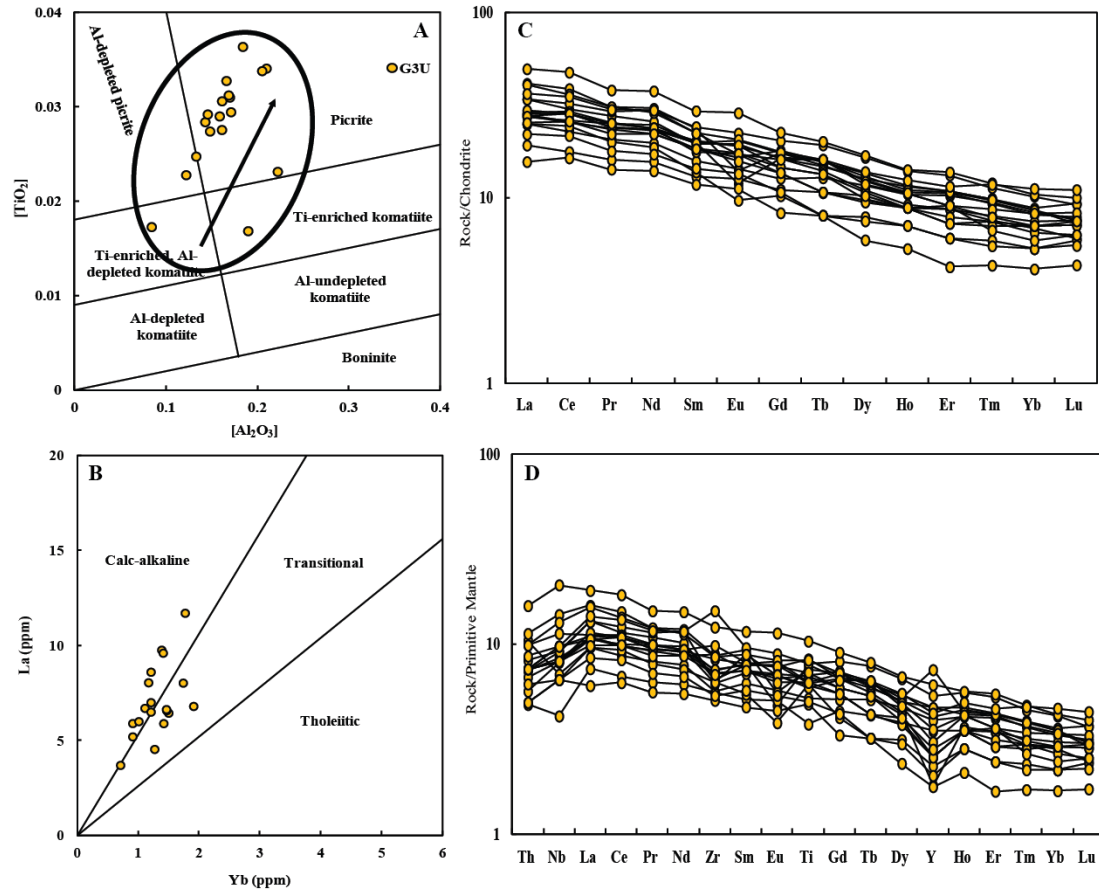 A
G3U
0.04
0.03
0.02
0.01
0
[TiO₂]
Al-depleted picrite
Picrite
Ti-enriched komatiite
Ti-enriched, Al-
depleted komatiite
Al-undepleted
komatiite
Al-depleted
komatiite
Boninite
0 0.1 0.2 0.3 0.4
[Al₂O₃]
C
100
10
1
Rock/Chondrite
La Ce Pr Nd Sm Eu Gd Tb Dy Ho Er Tm Yb Lu
B
20
15
10
5
0
La (ppm)
Calc-alkaline
Transitional
Tholeiitic
0 1 2 3 4 5 6
Yb (ppm)
D
100
10
1
Rock/Primitive Mantle
Th Nb La Ce Pr Nd Zr Sm Eu Ti Gd Tb Dy Y Ho Er Tm Yb Lu